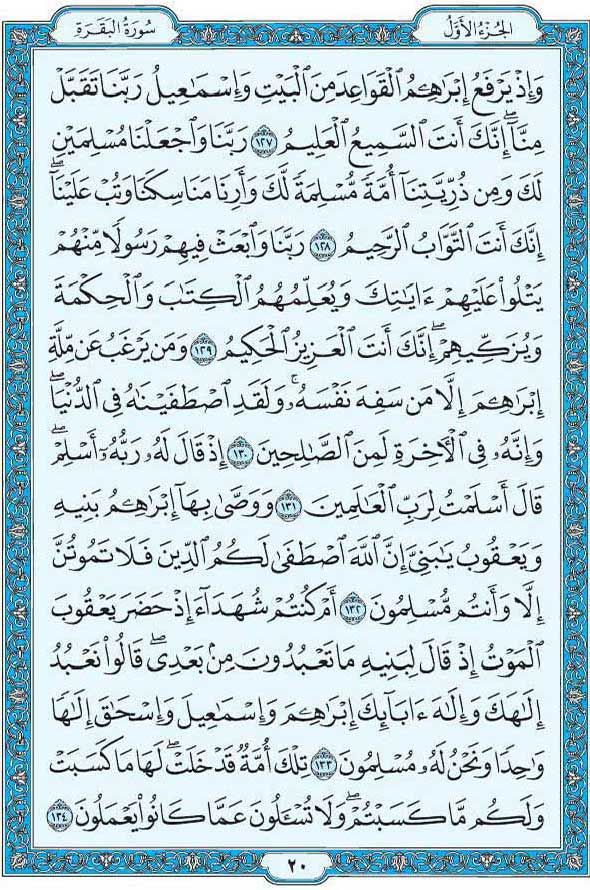 الجُزْءُ الأَوَّلُ
سُورَةُ البَقَرَةِ
وَإِذْ يَرْفَعُ إِبْرَٰهِـۧمُ ٱلْقَوَاعِدَ مِنَ ٱلْبَيْتِ وَإِسْمَـٰعِيلُ رَبَّنَا تَقَبَّلْ
مِنَّآ ۖ إِنَّكَ أَنتَ ٱلسَّمِيعُ ٱلْعَلِيمُ ١٢٧ رَبَّنَا وَٱجْعَلْنَا مُسْلِمَيْنِ
لَكَ وَمِن ذُرِّيَّتِنَآ أُمَّةً مُّسْلِمَةً لَّكَ وَأَرِنَا مَنَاسِكَنَا وَتُبْ عَلَيْنَآ ۖ
إِنَّكَ أَنتَ ٱلتَّوَّابُ ٱلرَّحِيمُ ١٢٨ رَبَّنَا وَٱبْعَثْ فِيهِمْ رَسُولًا مِّنْهُمْ
يَتْلُوا۟ عَلَيْهِمْ ءَايَـٰتِكَ وَيُعَلِّمُهُمُ ٱلْكِتَـٰبَ وَٱلْحِكْمَةَ
وَيُزَكِّيهِمْ ۚ إِنَّكَ أَنتَ ٱلْعَزِيزُ ٱلْحَكِيمُ ١٢٩ وَمَن يَرْغَبُ عَن مِّلَّةِ
إِبْرَٰهِـۧمَ إِلَّا مَن سَفِهَ نَفْسَهُۥ ۚ وَلَقَدِ ٱصْطَفَيْنَـٰهُ فِى ٱلدُّنْيَا ۖ
وَإِنَّهُۥ فِى ٱلْـَٔاخِرَةِ لَمِنَ ٱلصَّـٰلِحِينَ ١٣٠ إِذْ قَالَ لَهُۥ رَبُّهُۥٓ أَسْلِمْ ۖ
قَالَ أَسْلَمْتُ لِرَبِّ ٱلْعَـٰلَمِينَ ١٣١ وَوَصَّىٰ بِهَآ إِبْرَٰهِـۧمُ بَنِيهِ
وَيَعْقُوبُ يَـٰبَنِىَّ إِنَّ ٱللَّهَ ٱصْطَفَىٰ لَكُمُ ٱلدِّينَ فَلَا تَمُوتُنَّ
إِلَّا وَأَنتُم مُّسْلِمُونَ ١٣٢ أَمْ كُنتُمْ شُهَدَآءَ إِذْ حَضَرَ يَعْقُوبَ
ٱلْمَوْتُ إِذْ قَالَ لِبَنِيهِ مَا تَعْبُدُونَ مِنۢ بَعْدِى ۖ قَالُوا۟ نَعْبُدُ
إِلَـٰهَكَ وَإِلَـٰهَ ءَابَآئِكَ إِبْرَٰهِـۧمَ وَإِسْمَـٰعِيلَ وَإِسْحَـٰقَ إِلَـٰهًا
وَٰحِدًا وَنَحْنُ لَهُۥ مُسْلِمُونَ ١٣٣ تِلْكَ أُمَّةٌ قَدْ خَلَتْ ۖ لَهَا مَا كَسَبَتْ
وَلَكُم مَّا كَسَبْتُمْ ۖ وَلَا تُسْـَٔلُونَ عَمَّا كَانُوا۟ يَعْمَلُونَ ١٣٤
٢٠